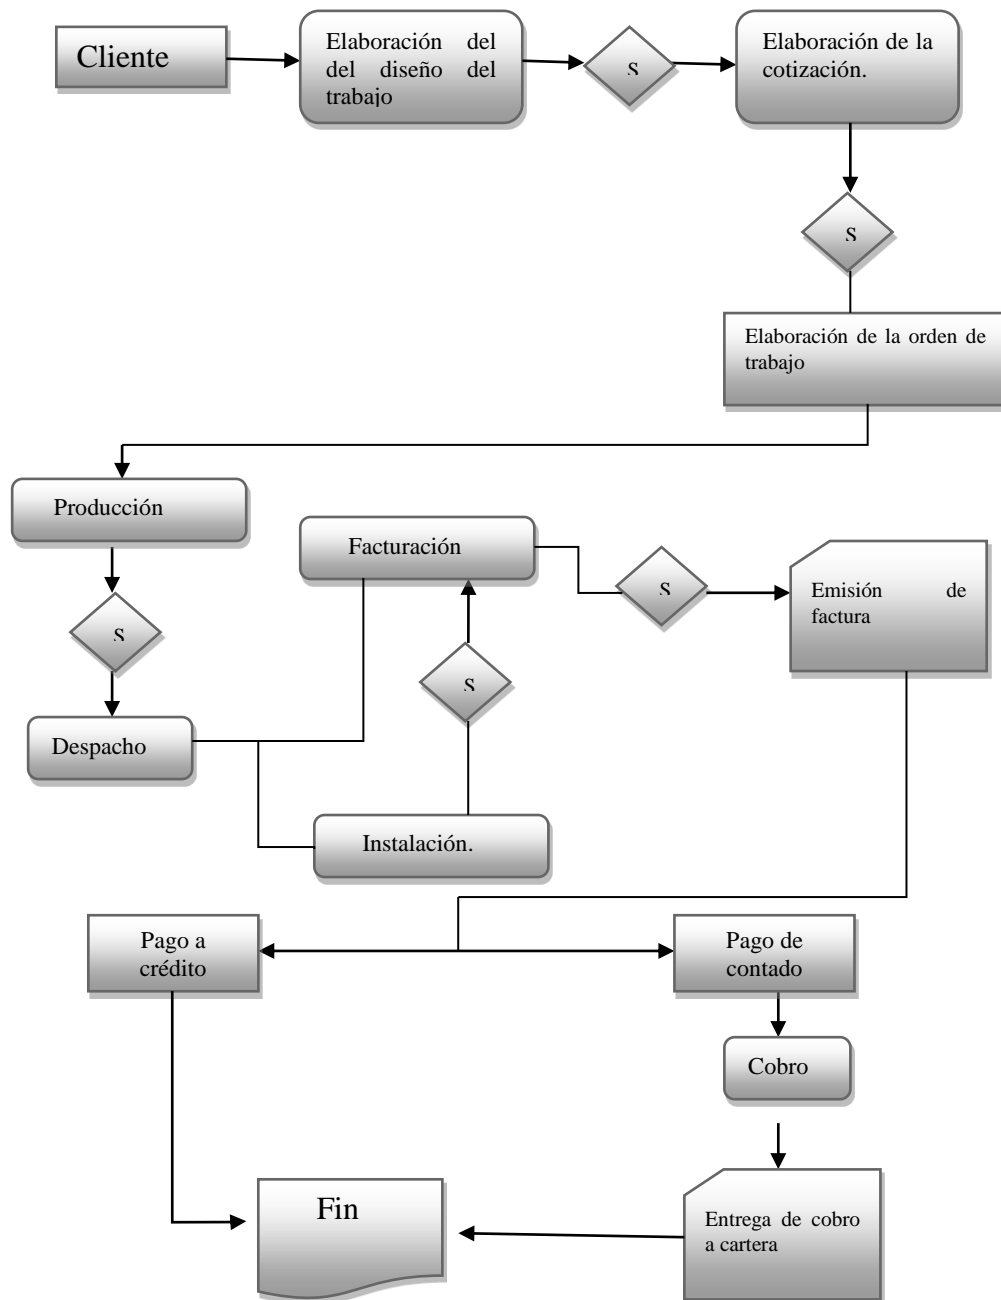 Cliente
Elaboración del
del diseño del
trabajo
S
Elaboración de la
cotización.
S
Elaboración de la orden de
trabajo
Producción
Facturación
S
Emisión de
factura
S
S
Despacho
Instalación.
Pago a
crédito
Pago de
contado
Cobro
Fin
Entrega de cobro
a cartera